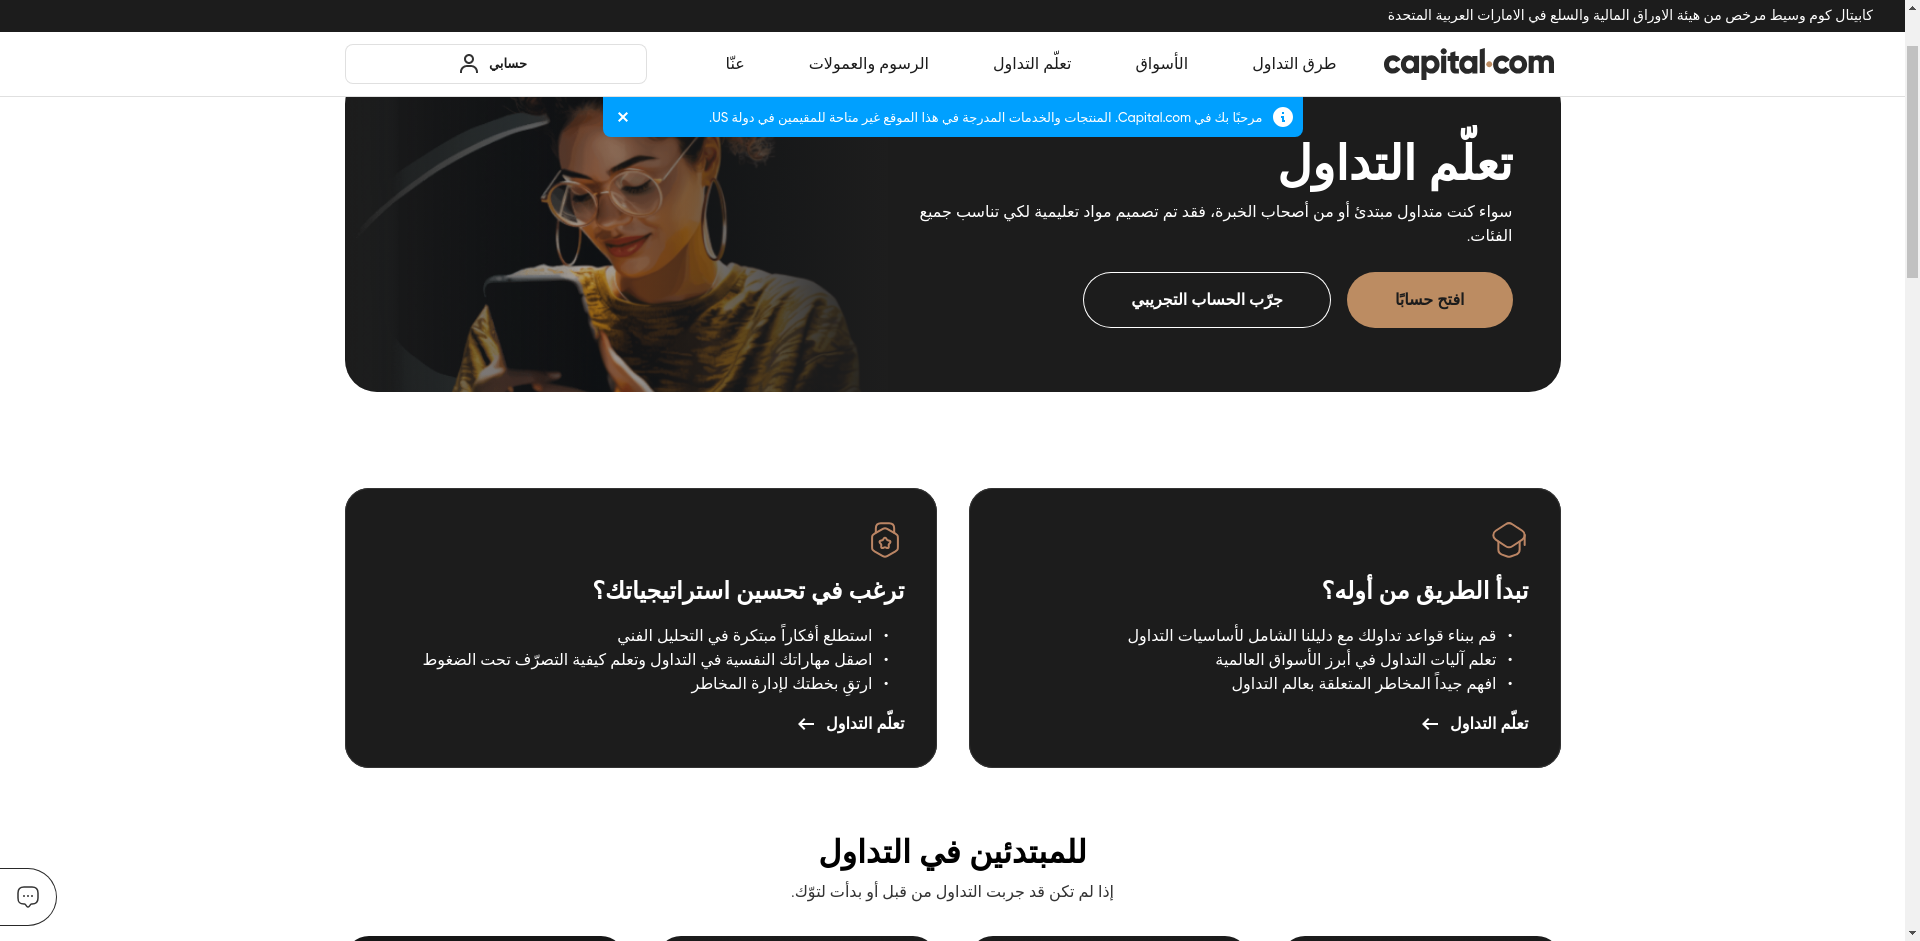 كابيتال كوم وسيط مرخص من هيئة الاوراق المالية والسلع في الامارات العربية المتحدة
capital.com
طرق التداول
الأسواق
تعلّم التداول
الرسوم والعمولات
عنّا
حسابي
مرحبًا بك في Capital.com. المنتجات والخدمات المدرجة في هذا الموقع غير متاحة للمقيمين في دولة US.
تعلّم التداول
سواء كنت متداول مبتدئ أو من أصحاب الخبرة، فقد تم تصميم مواد تعليمية لكي تناسب جميع
الفئات.
افتح حسابًا
جرّب الحساب التجريبي
تبدأ الطريق من أوله؟
• قم ببناء قواعد تداولك مع دليلنا الشامل لأساسيات التداول
• تعلم آليات التداول في أبرز الأسواق العالمية
• افهم جيداً المخاطر المتعلقة بعالم التداول
تعلّم التداول
ترغب في تحسين استراتيجياتك؟
• استطلع أفكاراً مبتكرة في التحليل الفني
• اصقل مهاراتك النفسية في التداول وتعلم كيفية التصرّف تحت الضغوط
• ارتقِ بخطتك لإدارة المخاطر
تعلّم التداول
للمبتدئين في التداول
إذا لم تكن قد جربت التداول من قبل أو بدأت لتوّك.